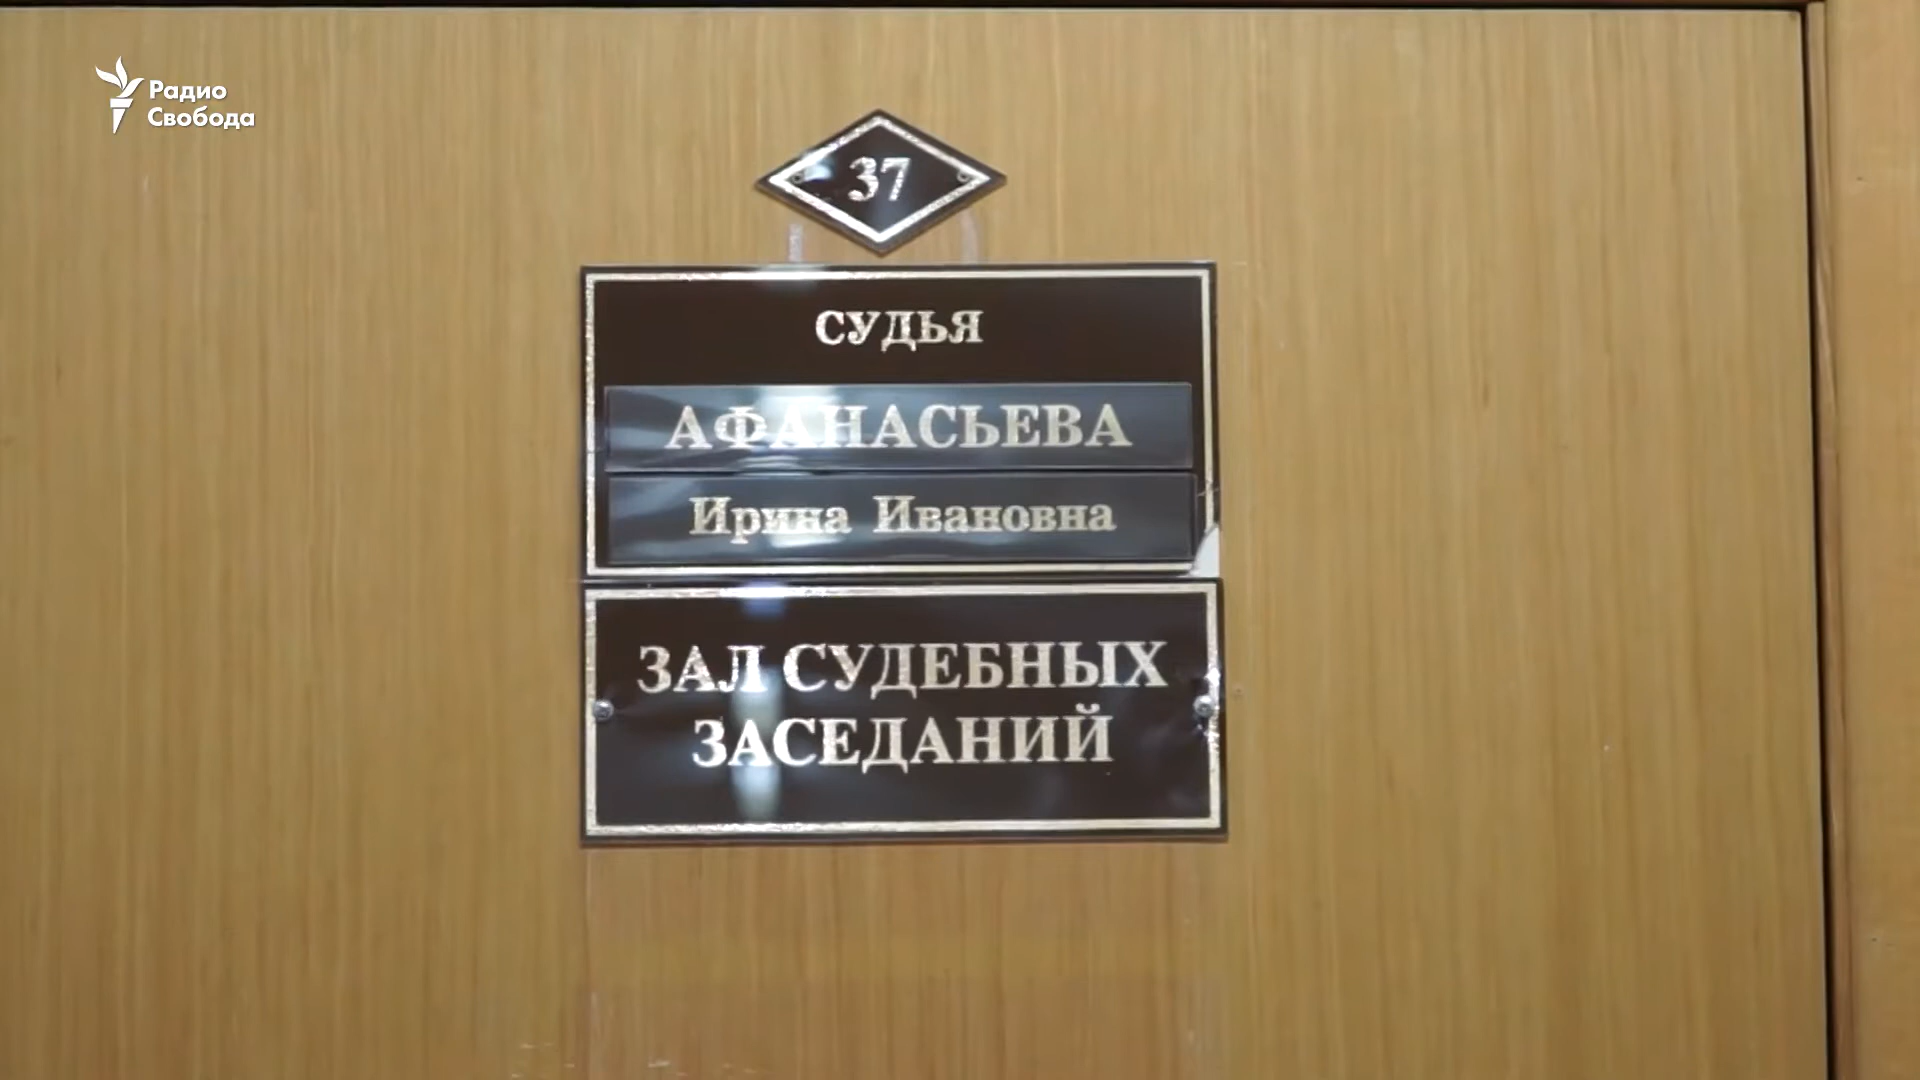 Радио
Свобода
37
СУДЬЯ
АФАНАСЬЕВА
Ирина Ивановна
ЗАЛ СУДЕБНЫХ
ЗАСЕДАНИЙ